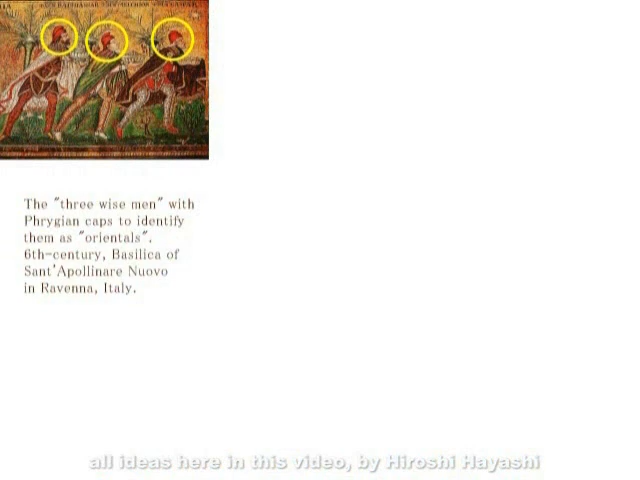 The "three wise men" with
Phrygian caps to identify
them as "orientals".
6th-century, Basilica of
Sant'Apollinare Nuovo
in Ravenna, Italy.
all ideas here in this video, by Hiroshi Hayashi